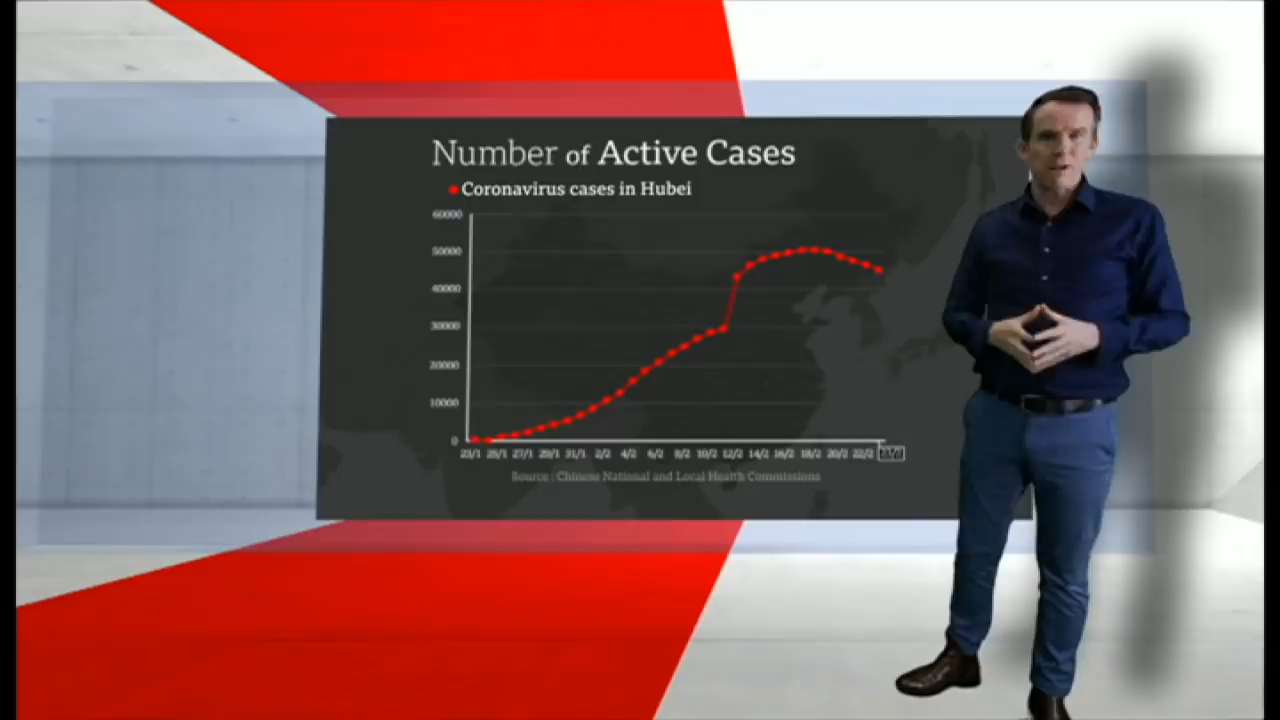 Number of Active Cases
Coronavirus cases in Hubei
60000
50000
40000
30000
20000
10000
0
23/1 25/1 27/1 29/1 31/1 2/2 4/2 6/2 8/2 10/2 12/2 14/2 16/2 18/2 20/2 22/2
Source : Chinese National and Local Health Commissions